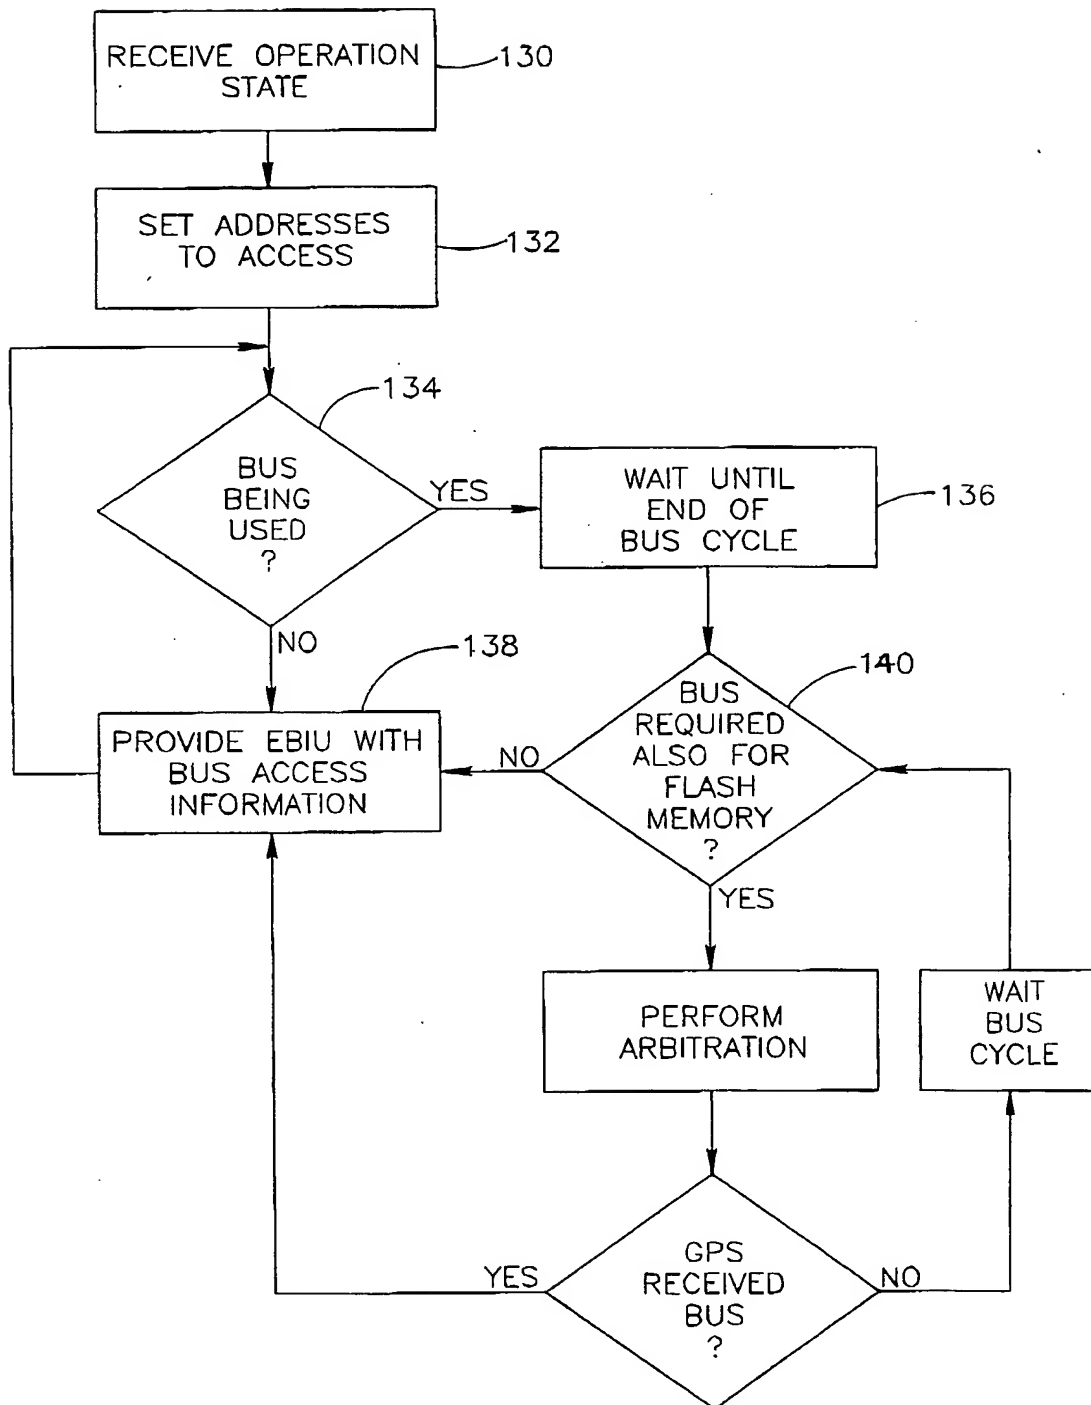 RECEIVE OPERATION
STATE
130
SET ADDRESSES
TO ACCESS
132
134
BUS
BEING
USED
?
YES
NO
WAIT UNTIL
END OF
BUS CYCLE
136
138
PROVIDE EBIU WITH
BUS ACCESS
INFORMATION
140
BUS
REQUIRED
ALSO FOR
FLASH
MEMORY
?
NO
YES
PERFORM
ARBITRATION
WAIT
BUS
CYCLE
GPS
RECEIVED
BUS
?
YES
NO